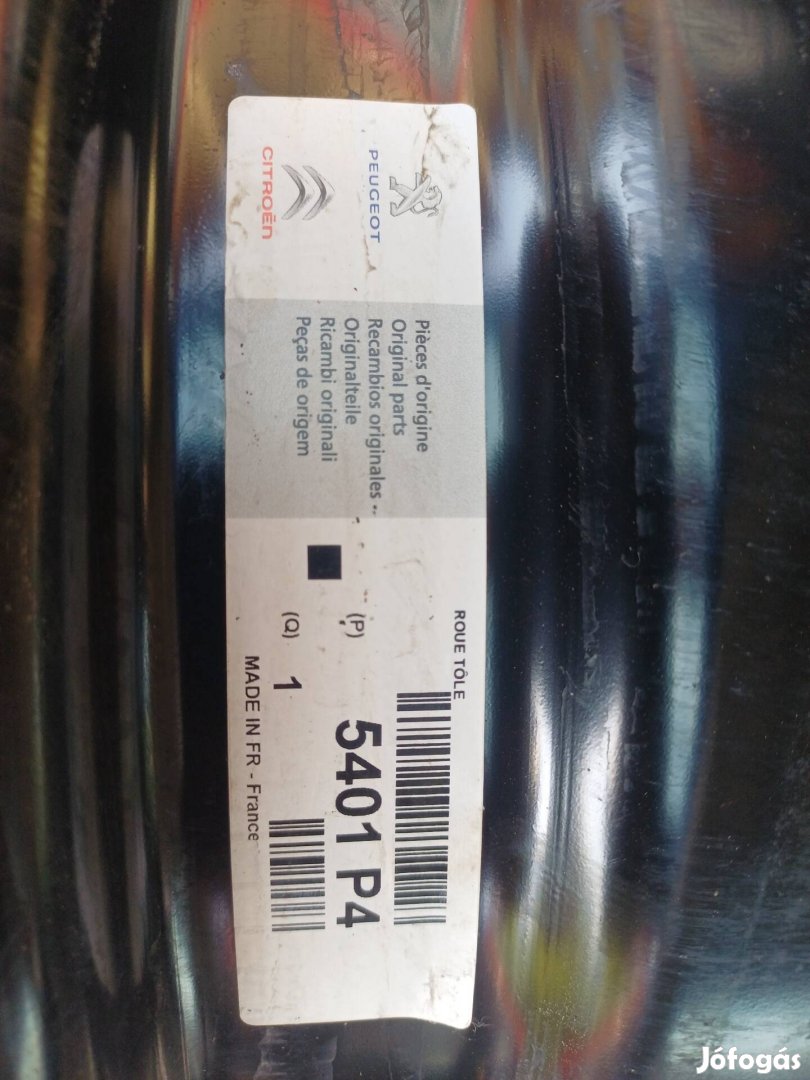 PEUGEOT
CITROËN
Pièces d'origine
Original parts
Recambios originales
Originalteile
Ricambi originali
Peças de origem
ROUE TÔLE
(P) 5401 P4
(Q) 1
MADE IN FR - France
Jófogás